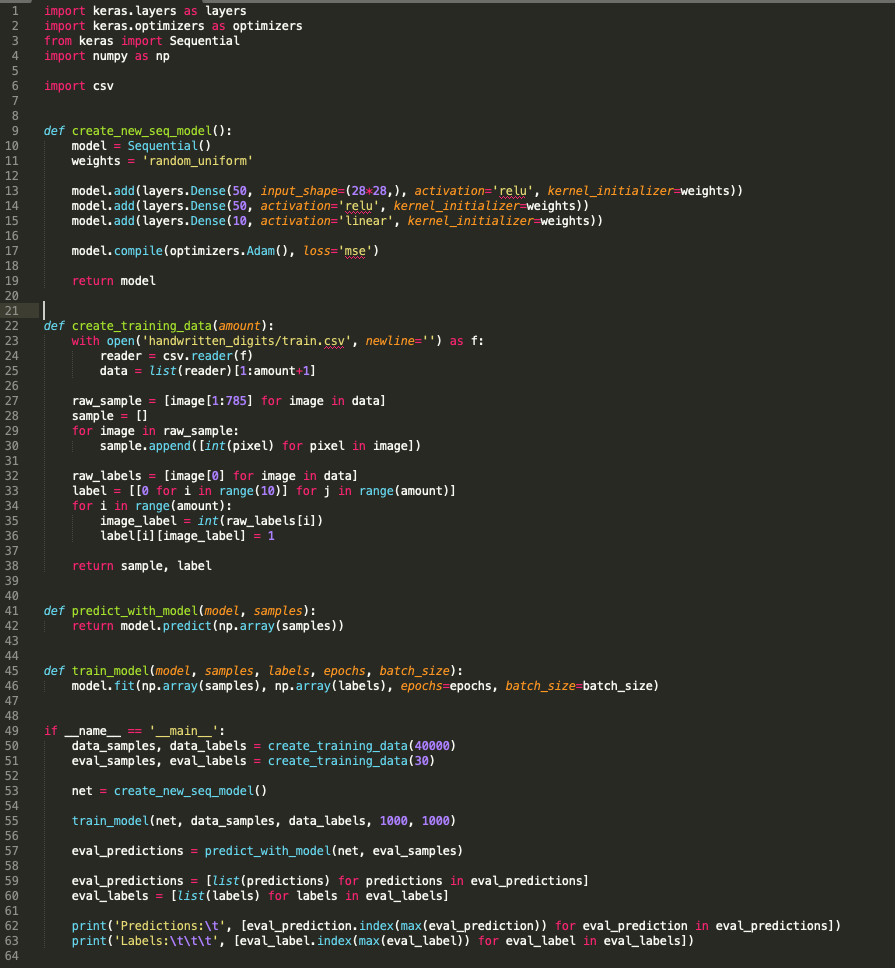 1 import keras.layers as layers
2 import keras.optimizers as optimizers
3 from keras import Sequential
4 import numpy as np
5
6 import csv
7
8
9 def create_new_seq_model():
10     model = Sequential()
11     weights = 'random_uniform'
12
13     model.add(layers.Dense(50, input_shape=(28*28,), activation='relu', kernel_initializer=weights))
14     model.add(layers.Dense(50, activation='relu', kernel_initializer=weights))
15     model.add(layers.Dense(10, activation='linear', kernel_initializer=weights))
16
17     model.compile(optimizers.Adam(), loss='mse')
18
19     return model
20
21
22 def create_training_data(amount):
23     with open('handwritten_digits/train.csv', newline='') as f:
24         reader = csv.reader(f)
25         data = list(reader)[1:amount+1]
26
27     raw_sample = [image[1:785] for image in data]
28     sample = []
29     for image in raw_sample:
30         sample.append([int(pixel) for pixel in image])
31
32     raw_labels = [image[0] for image in data]
33     label = [[0 for i in range(10)] for j in range(amount)]
34     for i in range(amount):
35         image_label = int(raw_labels[i])
36         label[i][image_label] = 1
37
38     return sample, label
39
40
41 def predict_with_model(model, samples):
42     return model.predict(np.array(samples))
43
44
45 def train_model(model, samples, labels, epochs, batch_size):
46     model.fit(np.array(samples), np.array(labels), epochs=epochs, batch_size=batch_size)
47
48
49 if __name__ == '__main__':
50     data_samples, data_labels = create_training_data(40000)
51     eval_samples, eval_labels = create_training_data(30)
52
53     net = create_new_seq_model()
54
55     train_model(net, data_samples, data_labels, 1000, 1000)
56
57     eval_predictions = predict_with_model(net, eval_samples)
58
59     eval_predictions = [list(predictions) for predictions in eval_predictions]
60     eval_labels = [list(labels) for labels in eval_labels]
61
62     print('Predictions:\t', [eval_prediction.index(max(eval_prediction)) for eval_prediction in eval_predictions])
63     print('Labels:\t\t\t', [eval_label.index(max(eval_label)) for eval_label in eval_labels])
64